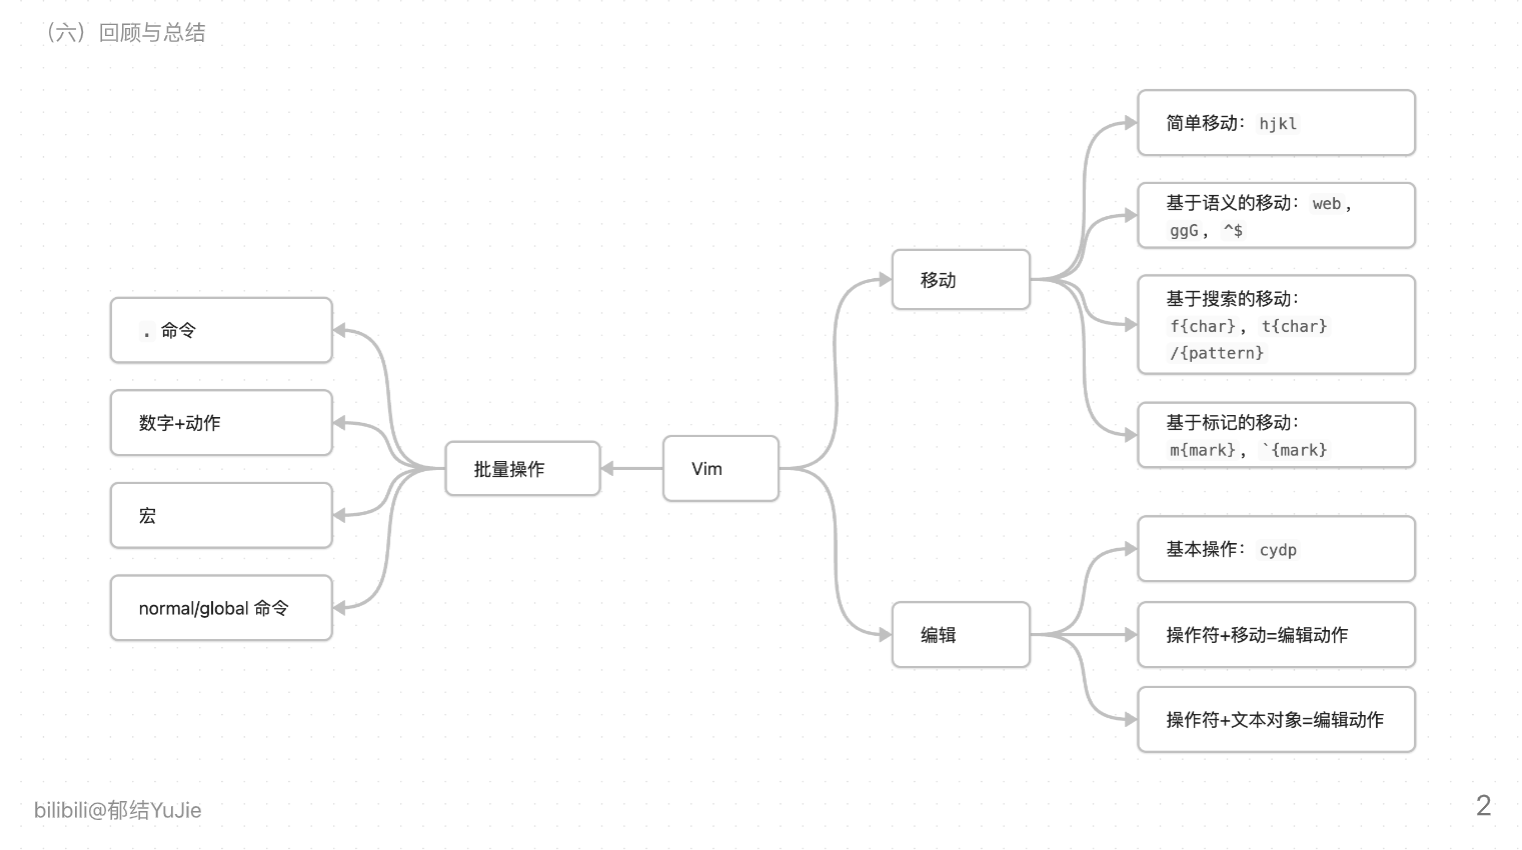 （六）回顾与总结
. 命令
数字+动作
宏
normal/global 命令
批量操作
Vim
移动
简单移动： hjkl
基于语义的移动： web ,
ggG , ^$
基于搜索的移动：
f{char} , t{char}
/{pattern}
基于标记的移动：
m{mark} , `{mark}
编辑
基本操作： cydp
操作符+移动=编辑动作
操作符+文本对象=编辑动作
bilibili@郁结YuJie
2